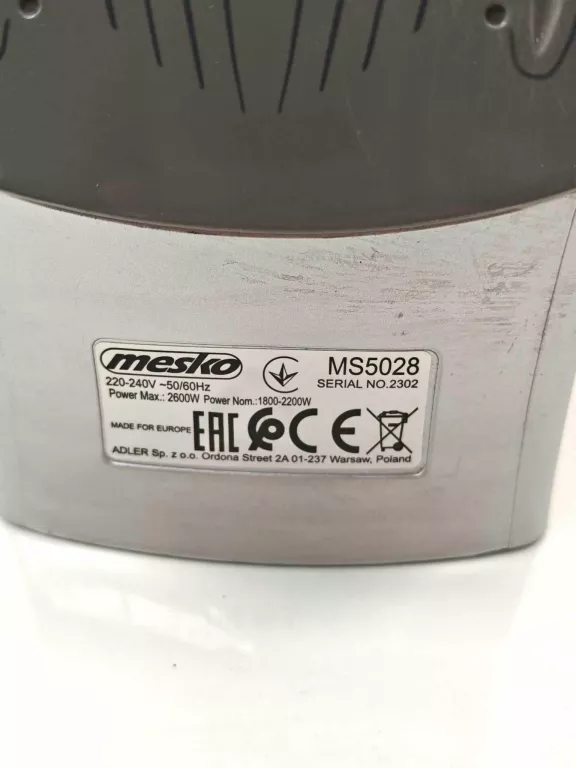 mesko
MS5028
220-240V ~50/60Hz
SERIAL NO.2302
Power Max.: 2600W Power Nom.:1800-2200W
MADE FOR EUROPE
EAC
CE
ADLER Sp. z o.o. Ordona Street 2A 01-237 Warsaw, Poland